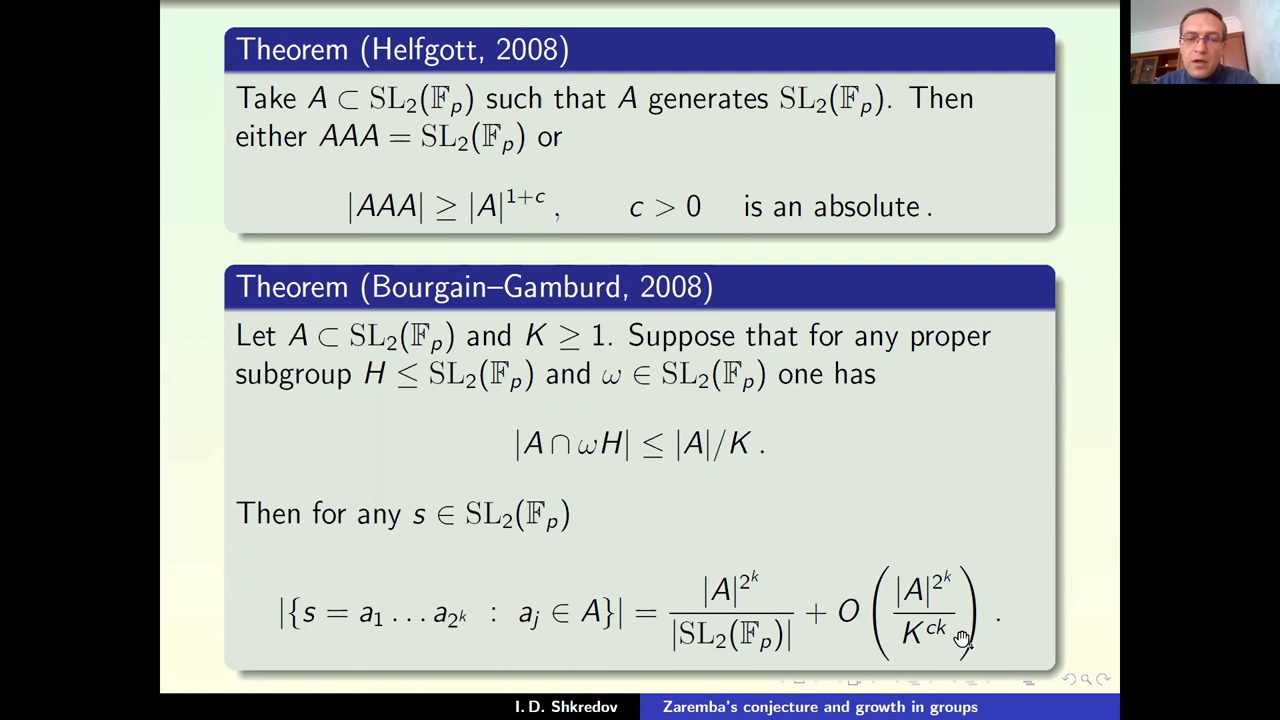 Theorem (Helfgott, 2008)
Take A ⊂ SL₂(𝔽ₚ) such that A generates SL₂(𝔽ₚ). Then
either AAA = SL₂(𝔽ₚ) or
|AAA| ≥ |A|^{1+c} , c > 0 is an absolute .
Theorem (Bourgain–Gamburd, 2008)
Let A ⊂ SL₂(𝔽ₚ) and K ≥ 1. Suppose that for any proper
subgroup H ≤ SL₂(𝔽ₚ) and ω ∈ SL₂(𝔽ₚ) one has
|A ∩ ωH| ≤ |A|/K .
Then for any s ∈ SL₂(𝔽ₚ)
|{s = a_1 … a_{2^k} : a_j ∈ A}| = \frac{|A|^{2^k}}{|SL₂(𝔽ₚ)|} + O(\frac{|A|^{2^k}}{K^{ck}}) .
I. D. Shkredov Zaremba's conjecture and growth in groups